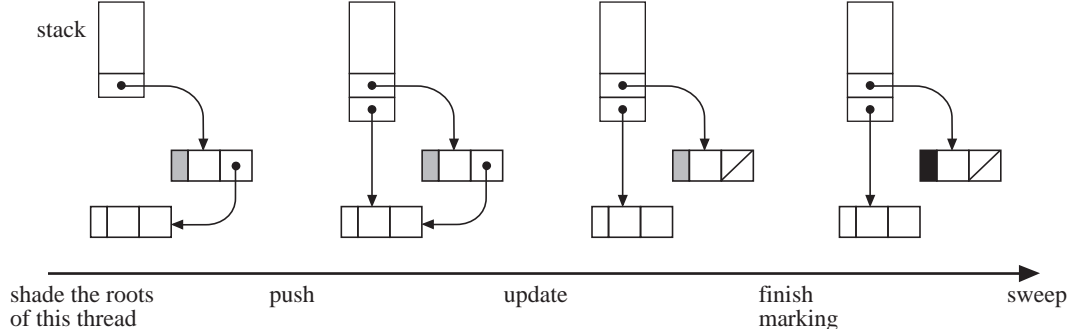 stack
shade the roots
of this thread
push
update
finish
marking
sweep